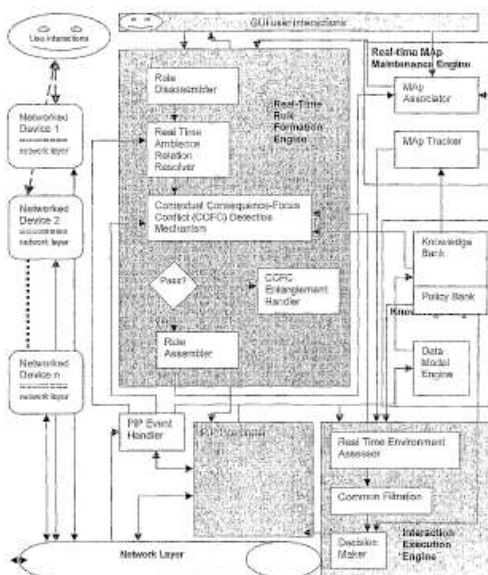 GUI user interactions
User interactions
Real-time MAp
Maintenance Engine
Rule
Disassembler
MAp
Associator
Real-Time
Rule
Formation
Engine
Networked
Device 1
network layer
Real Time
Ambience
Relation
Resolver
MAp Tracker
Networked
Device 2
network layer
Contextual Consequence-Focus
Conflict (CCFC) Detection
Mechanism
Knowledge
Bank
Pass?
CCFC
Entanglement
Handler
Policy Bank
Rule
Assembler
Data
Model
Engine
Networked
Device n
network layer
PIP Event
Handler
Real Time Environment
Assessor
Common Filtration
Network Layer
Decision
Maker
Interaction
Execution
Engine